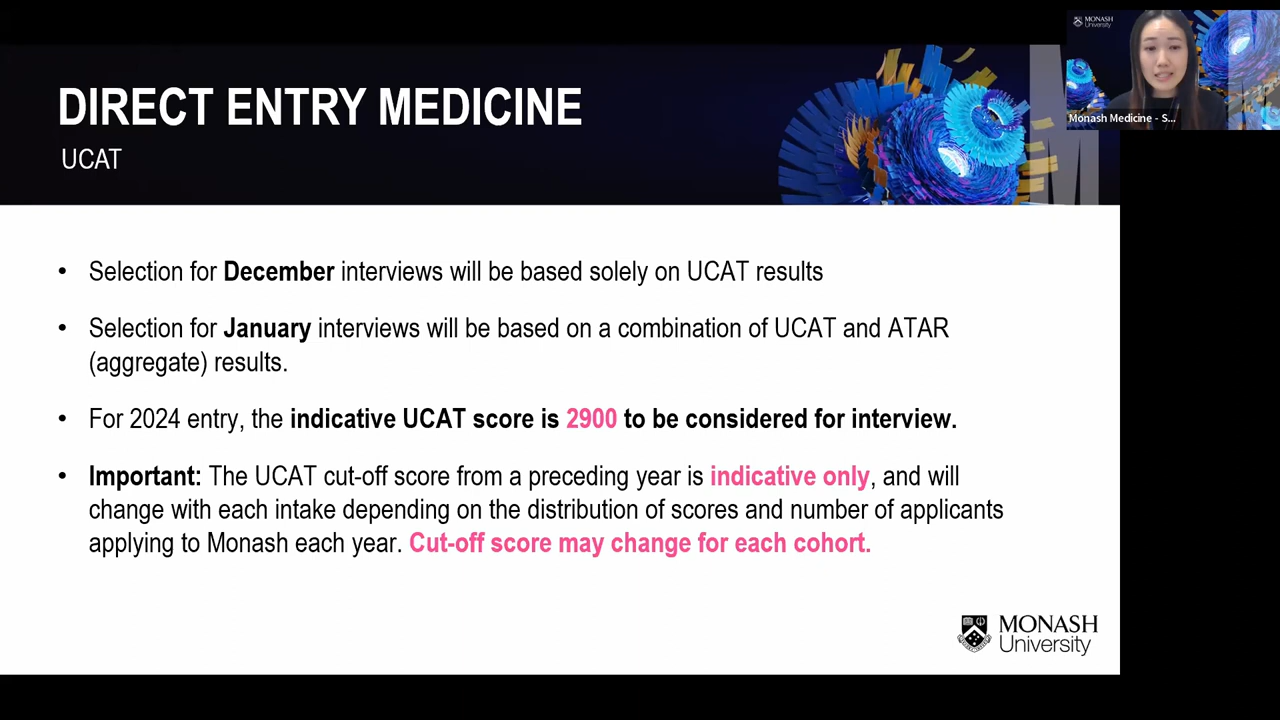 MONASH
University
Monash Medicine - S...
DIRECT ENTRY MEDICINE
UCAT
• Selection for December interviews will be based solely on UCAT results
• Selection for January interviews will be based on a combination of UCAT and ATAR
(aggregate) results.
• For 2024 entry, the indicative UCAT score is 2900 to be considered for interview.
• Important: The UCAT cut-off score from a preceding year is indicative only, and will
change with each intake depending on the distribution of scores and number of applicants
applying to Monash each year. Cut-off score may change for each cohort.
MONASH
University